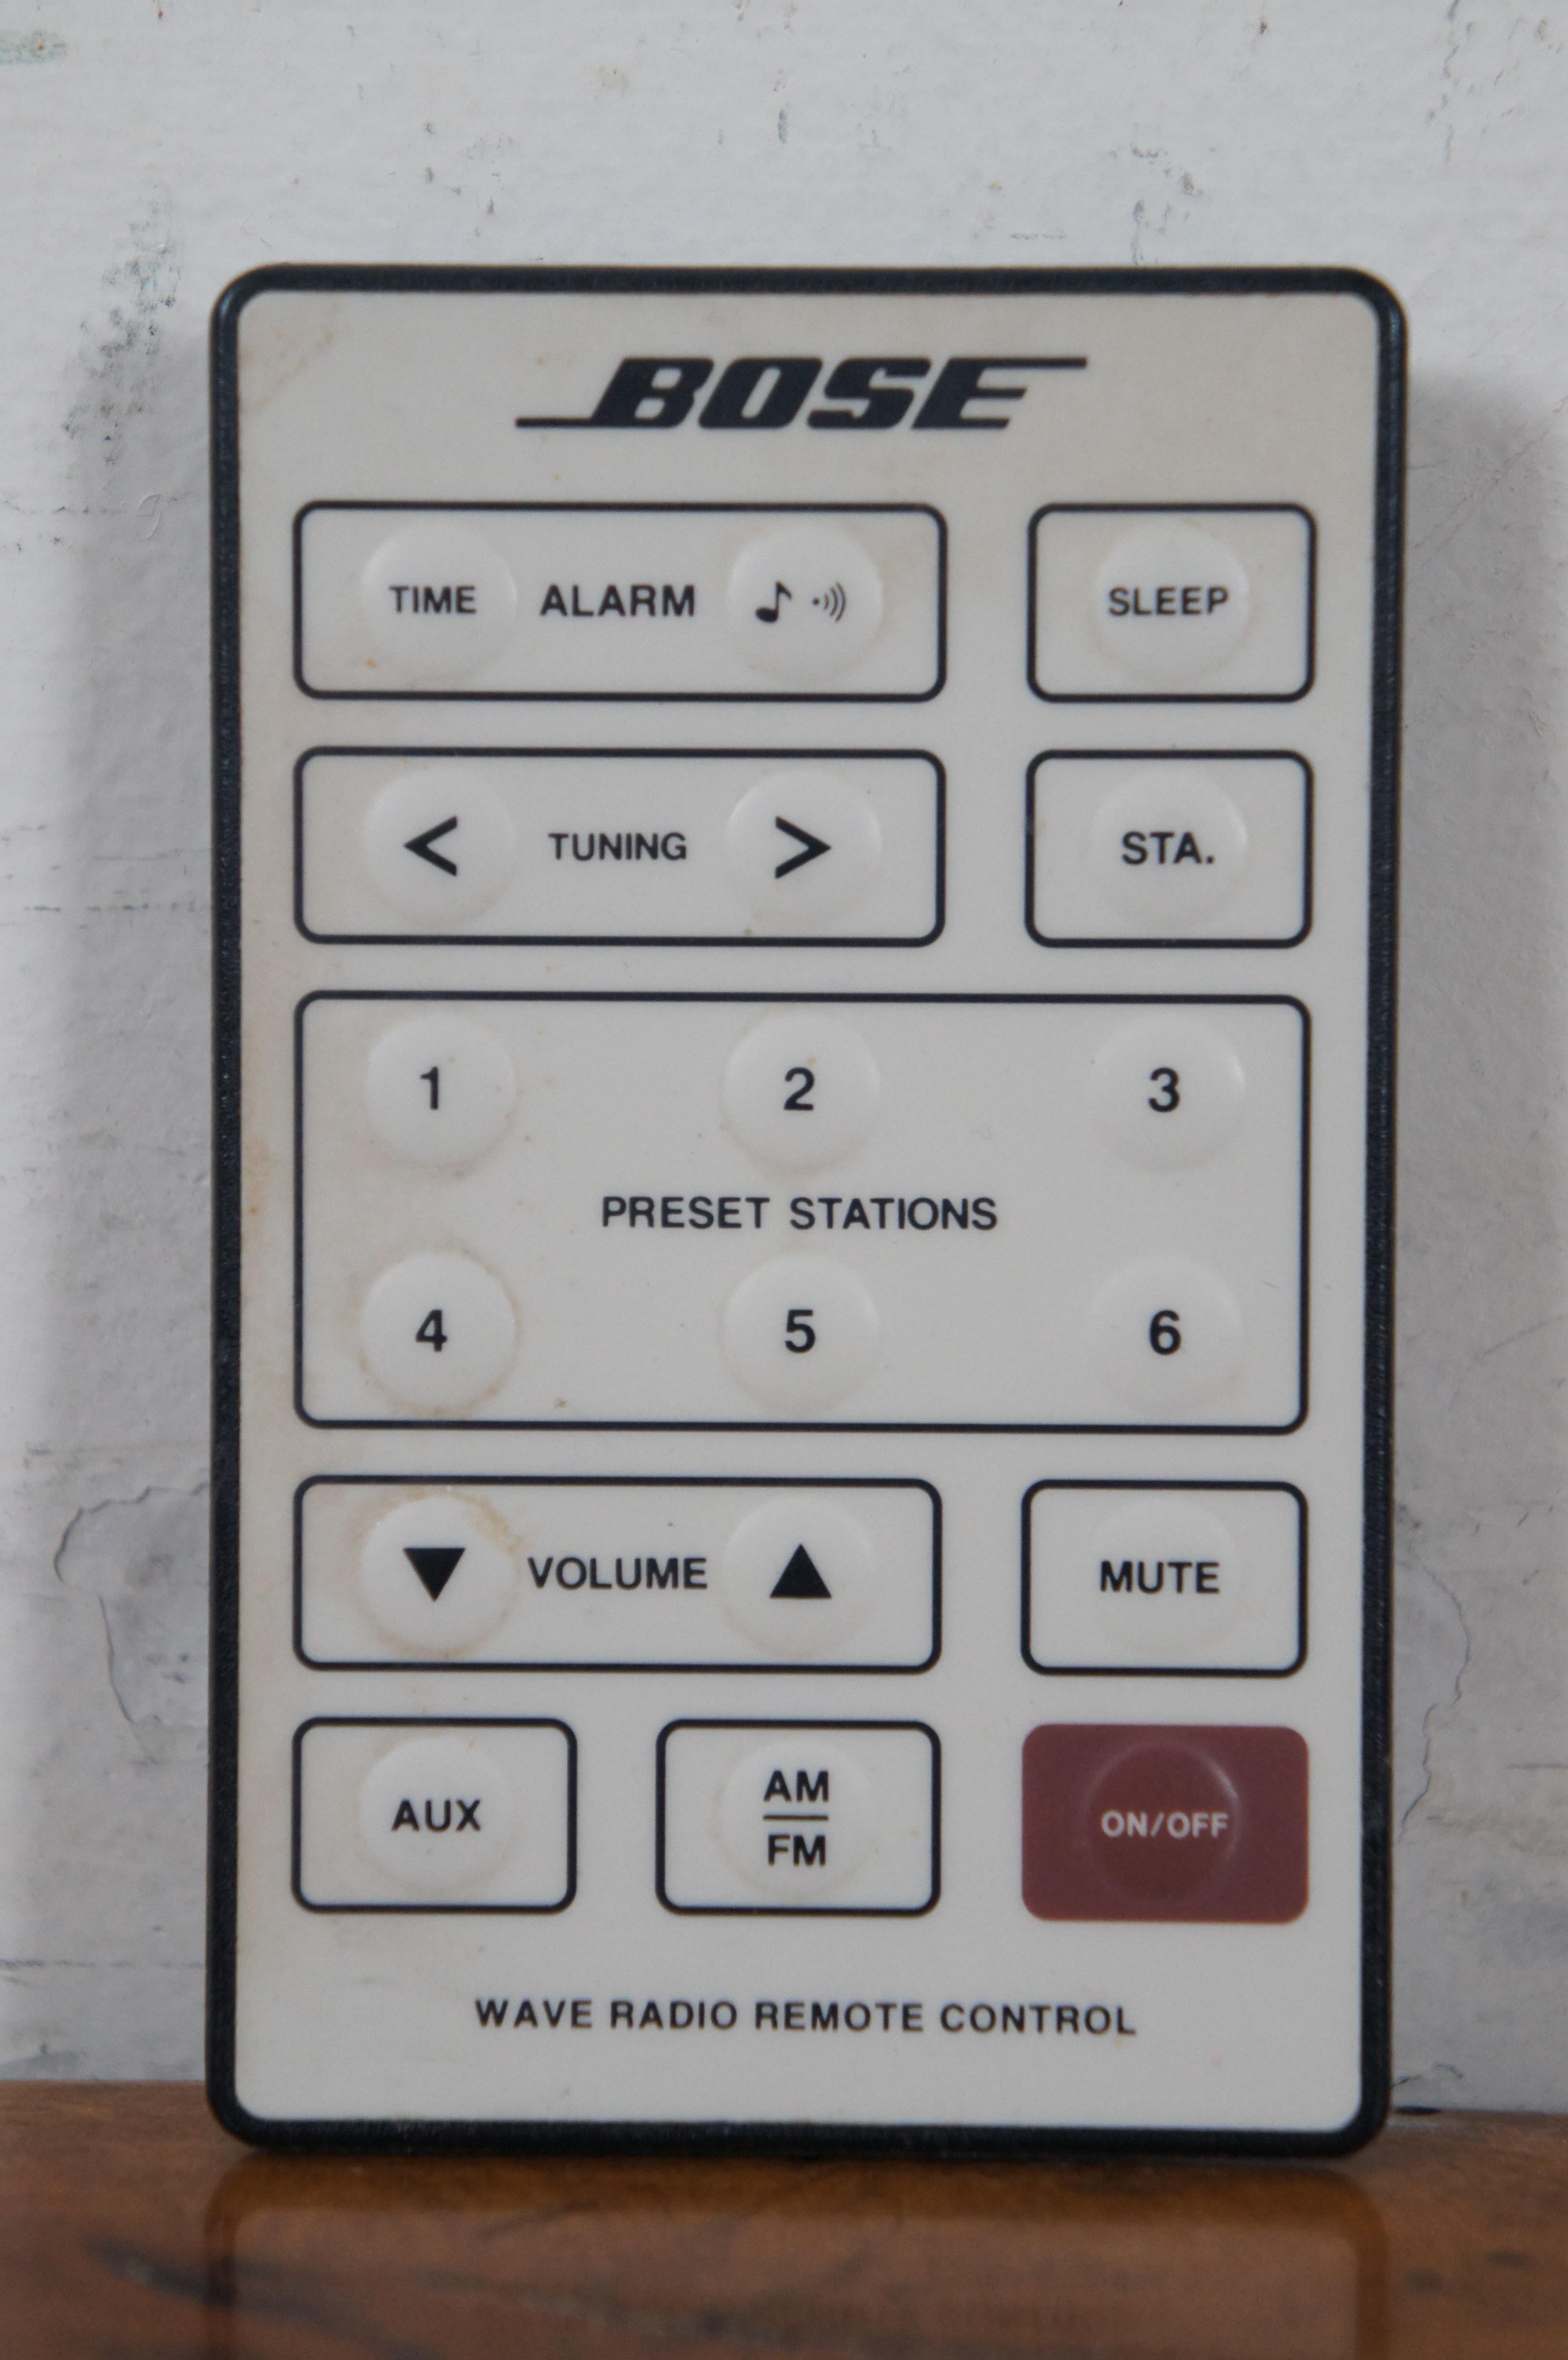 BOSE
TIME ALARM SLEEP
< TUNING > STA.
1 2 3
PRESET STATIONS
4 5 6
VOLUME MUTE
AUX AM/FM ON/OFF
WAVE RADIO REMOTE CONTROL